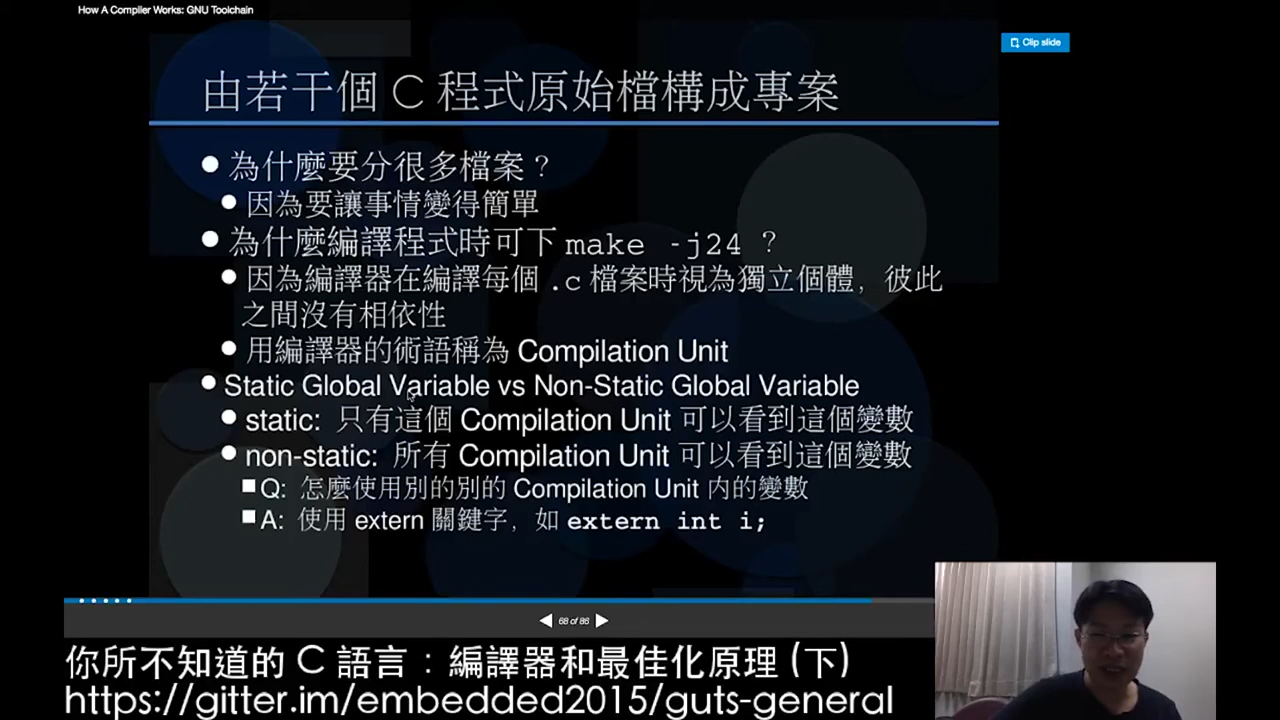 How A Compiler Works: GNU Toolchain
Clip slide
由若干個 C 程式原始檔構成專案
為什麼要分很多檔案？
因為要讓事情變得簡單
為什麼編譯程式時可下 make -j24 ？
因為編譯器在編譯每個 .c 檔案時視為獨立個體，彼此
之間沒有相依性
用編譯器的術語稱為 Compilation Unit
Static Global Variable vs Non-Static Global Variable
static: 只有這個 Compilation Unit 可以看到這個變數
non-static: 所有 Compilation Unit 可以看到這個變數
Q: 怎麼使用別的別的 Compilation Unit 内的變數
A: 使用 extern 關鍵字，如 extern int i;
68 of 86
你所不知道的 C 語言：編譯器和最佳化原理 (下)
https://gitter.im/embedded2015/guts-general